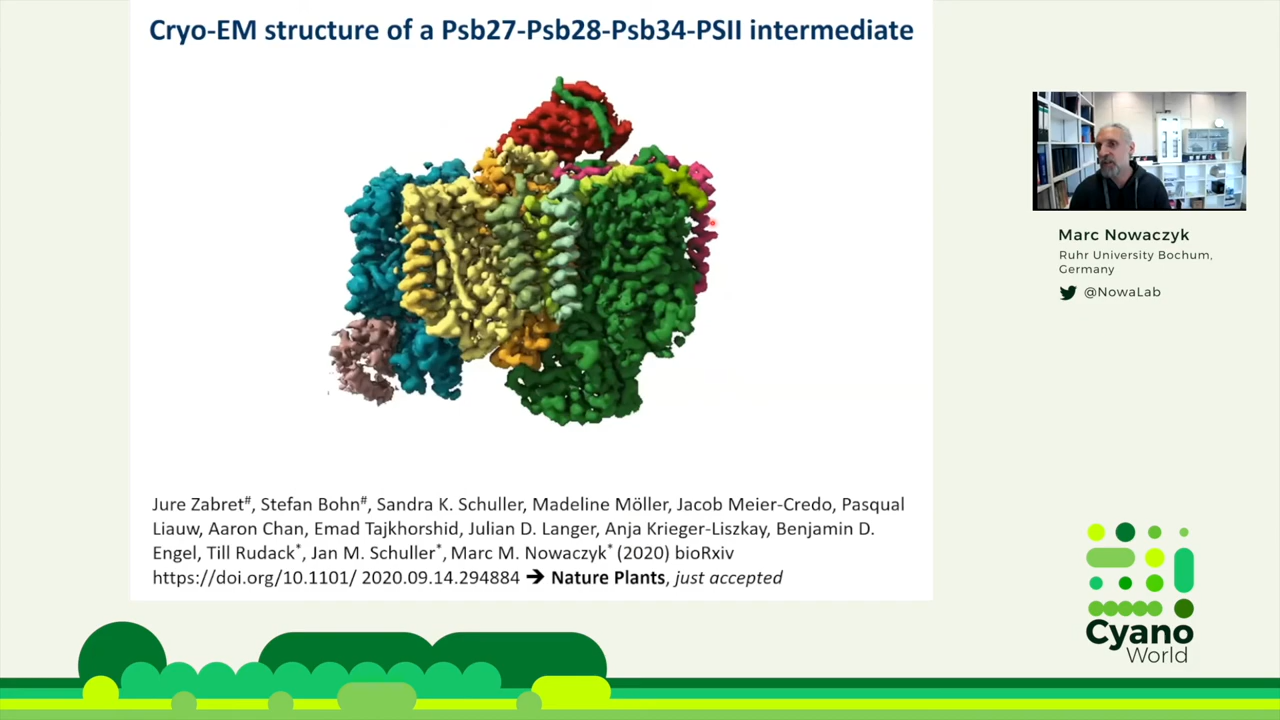 Cryo-EM structure of a Psb27-Psb28-Psb34-PSII intermediate
Marc Nowaczyk
Ruhr University Bochum,
Germany
@NowaLab
Jure Zabret#, Stefan Bohn#, Sandra K. Schuller, Madeline Möller, Jacob Meier-Credo, Pasqual
Liauw, Aaron Chan, Emad Tajkhorshid, Julian D. Langer, Anja Krieger-Liszkay, Benjamin D.
Engel, Till Rudack*, Jan M. Schuller*, Marc M. Nowaczyk* (2020) bioRxiv
https://doi.org/10.1101/ 2020.09.14.294884 ➔ Nature Plants, just accepted
Cyano
World